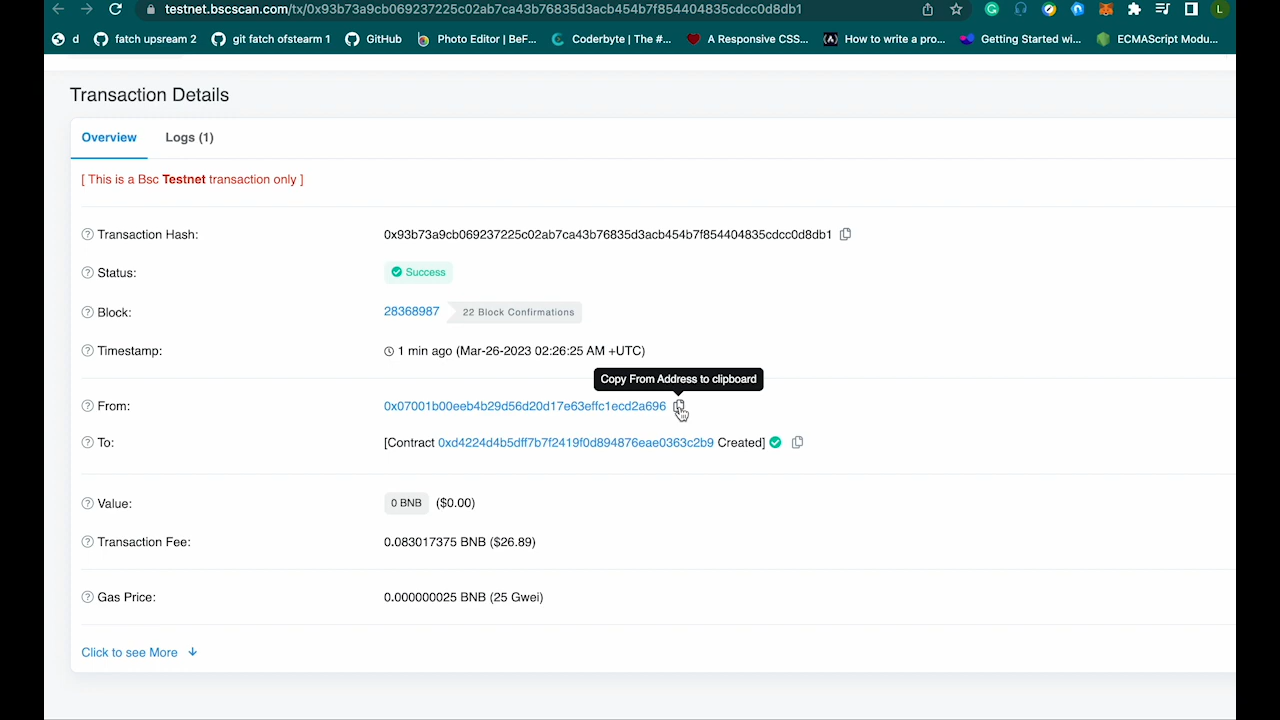 testnet.bscscan.com/tx/0x93b73a9cb069237225c02ab7ca43b76835d3acb454b7f854404835cdcc0d8db1
L
d
fatch upsream 2
git fatch ofstearm 1
GitHub
Photo Editor | BeF...
Coderbyte | The #...
A Responsive CSS...
How to write a pro...
Getting Started wi...
ECMAScript Modu...
Transaction Details
Overview
Logs (1)
[ This is a Bsc Testnet transaction only ]
Transaction Hash:
0x93b73a9cb069237225c02ab7ca43b76835d3acb454b7f854404835cdcc0d8db1
Status:
Success
Block:
28368987
22 Block Confirmations
Timestamp:
1 min ago (Mar-26-2023 02:26:25 AM +UTC)
Copy From Address to clipboard
From:
0x07001b00eeb4b29d56d20d17e63effc1ecd2a696
To:
[Contract 0xd4224d4b5dff7b7f2419f0d894876eae0363c2b9 Created]
Value:
0 BNB ($0.00)
Transaction Fee:
0.083017375 BNB ($26.89)
Gas Price:
0.000000025 BNB (25 Gwei)
Click to see More